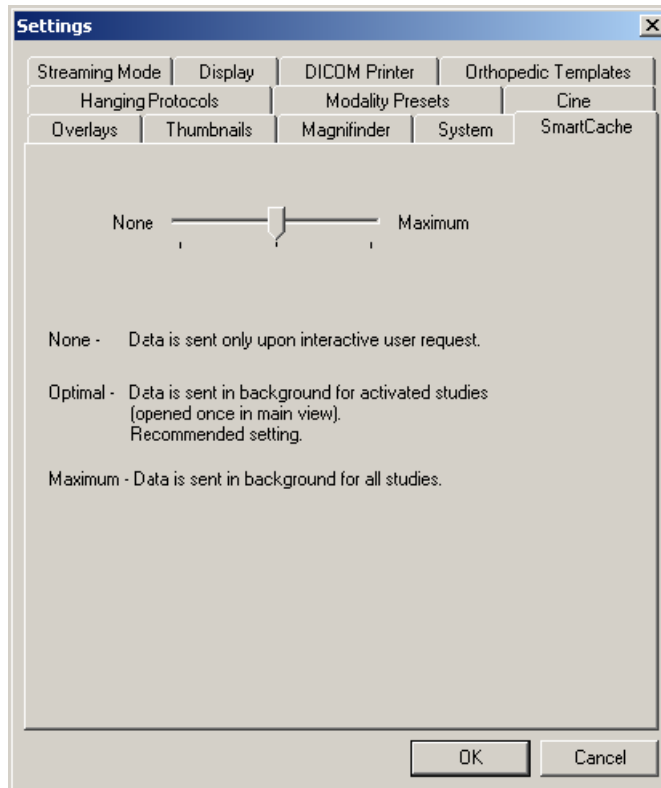 Settings
Streaming Mode Display DICOM Printer Orthopedic Templates
Hanging Protocols Modality Presets Cine
Overlays Thumbnails Magnifinder System SmartCache
None Maximum
None - Data is sent only upon interactive user request.
Optimal - Data is sent in background for activated studies
(opened once in main view).
Recommended setting.
Maximum - Data is sent in background for all studies.
OK Cancel